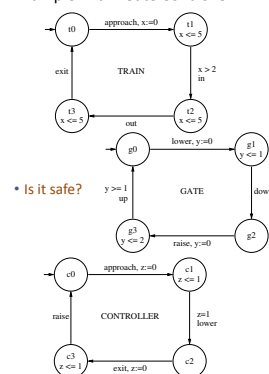 approach, x:=0
t0
t1
x <= 5
exit
TRAIN
x > 2
in
t3
x <= 5
t2
x <= 5
out
lower, y:=0
g0
g1
y <= 1
• Is it safe?
y >= 1
up
GATE
g3
y <= 2
g2
raise, y:=0
approach, z:=0
c0
c1
z <= 1
raise
CONTROLLER
z=1
lower
c3
z <= 1
c2
exit, z:=0